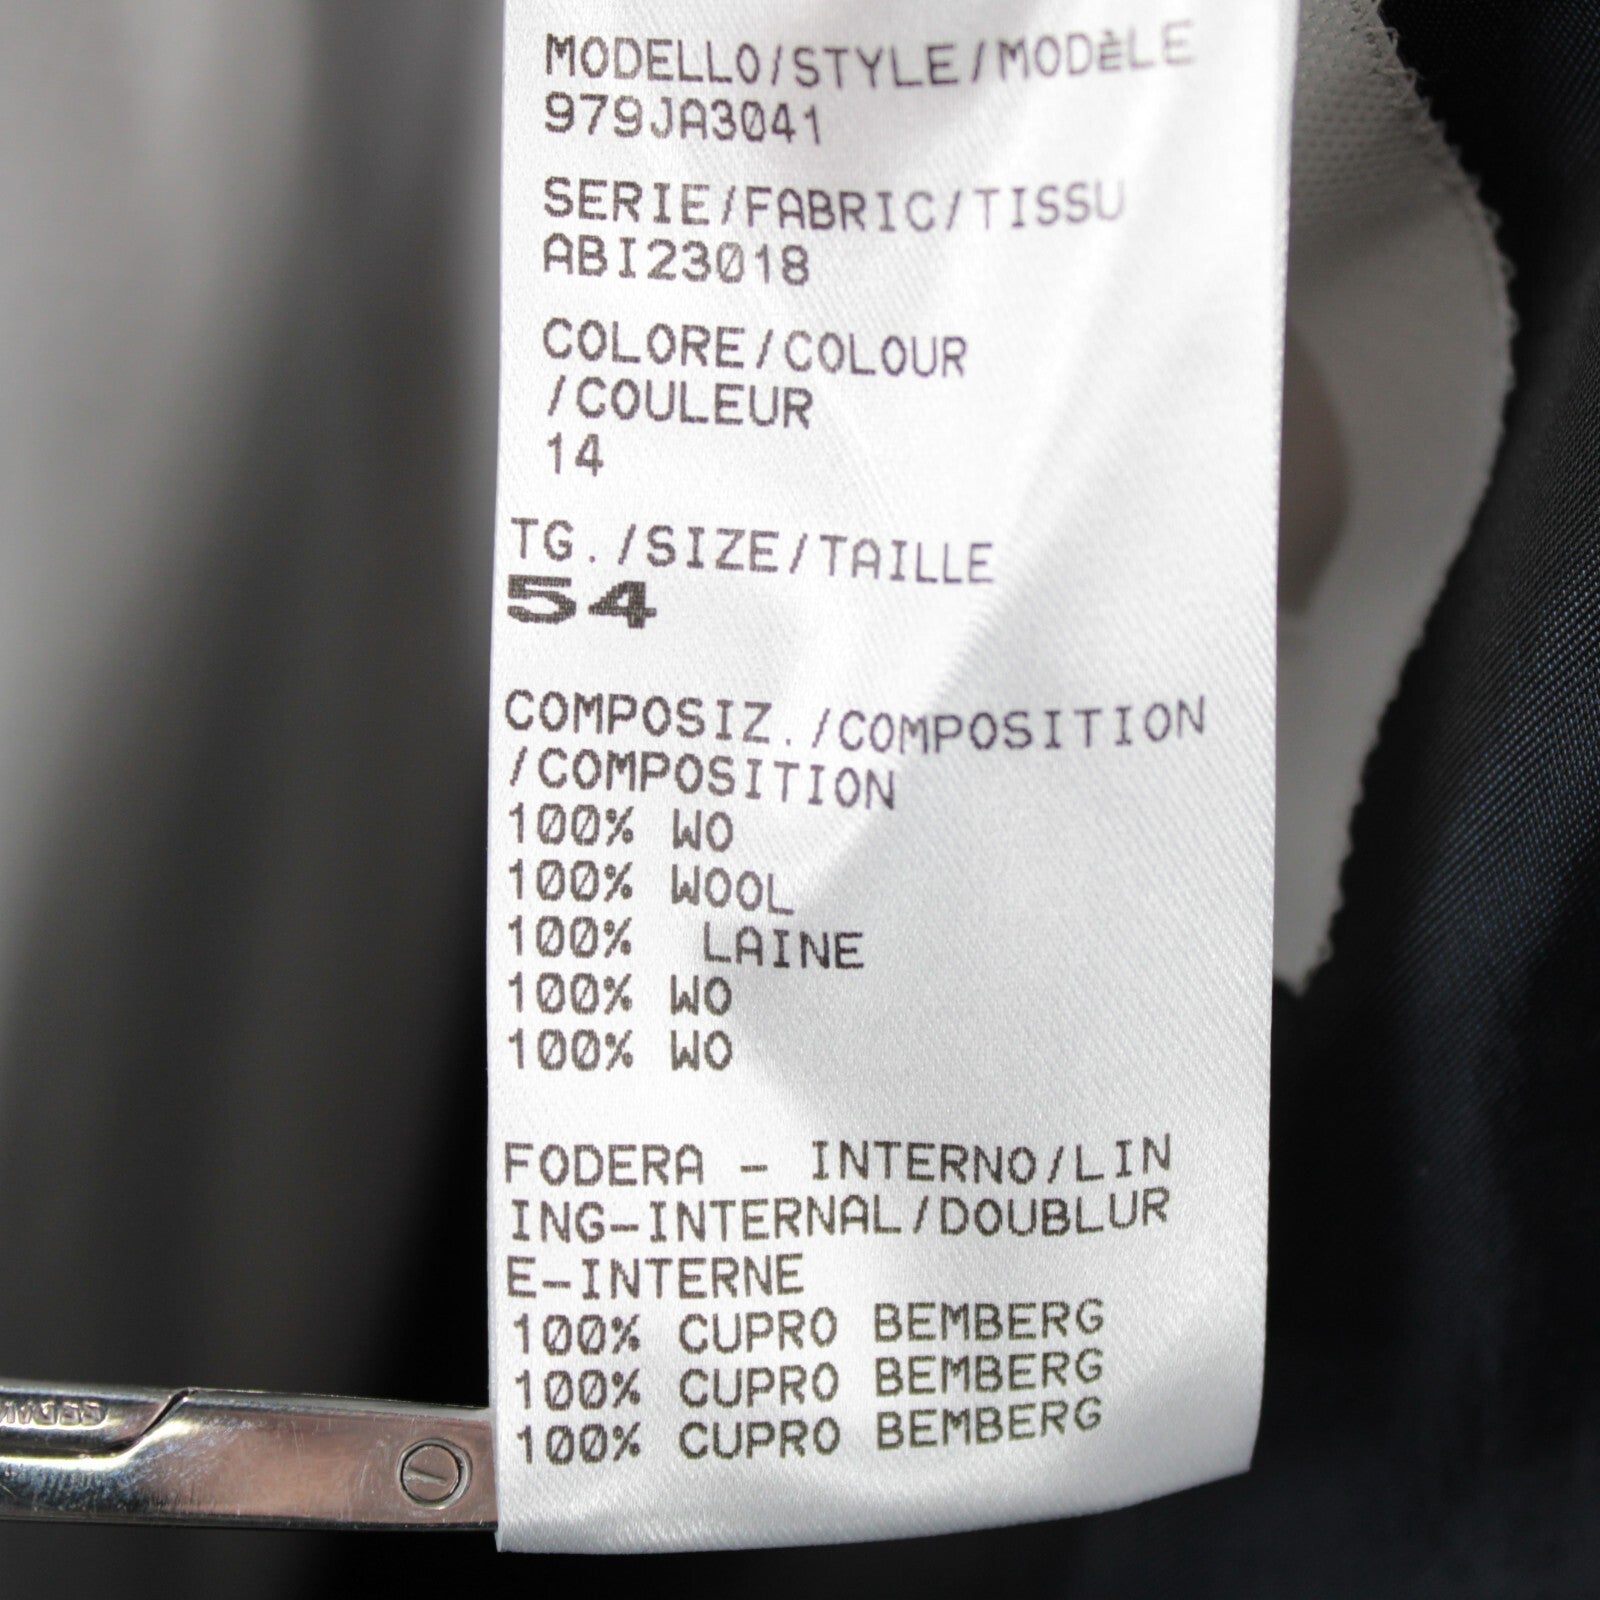 MODELLO/STYLE/MODèLE
979JA3041
SERIE/FABRIC/TISSU
ABI23018
COLORE/COLOUR
/COULEUR
14
TG./SIZE/TAILLE
54
COMPOSIZ./COMPOSITION
/COMPOSITION
100% WO
100% WOOL
100% LAINE
100% WO
100% WO
FODERA - INTERNO/LIN
ING-INTERNAL/DOUBLUR
E-INTERNE
100% CUPRO BEMBERG
100% CUPRO BEMBERG
100% CUPRO BEMBERG